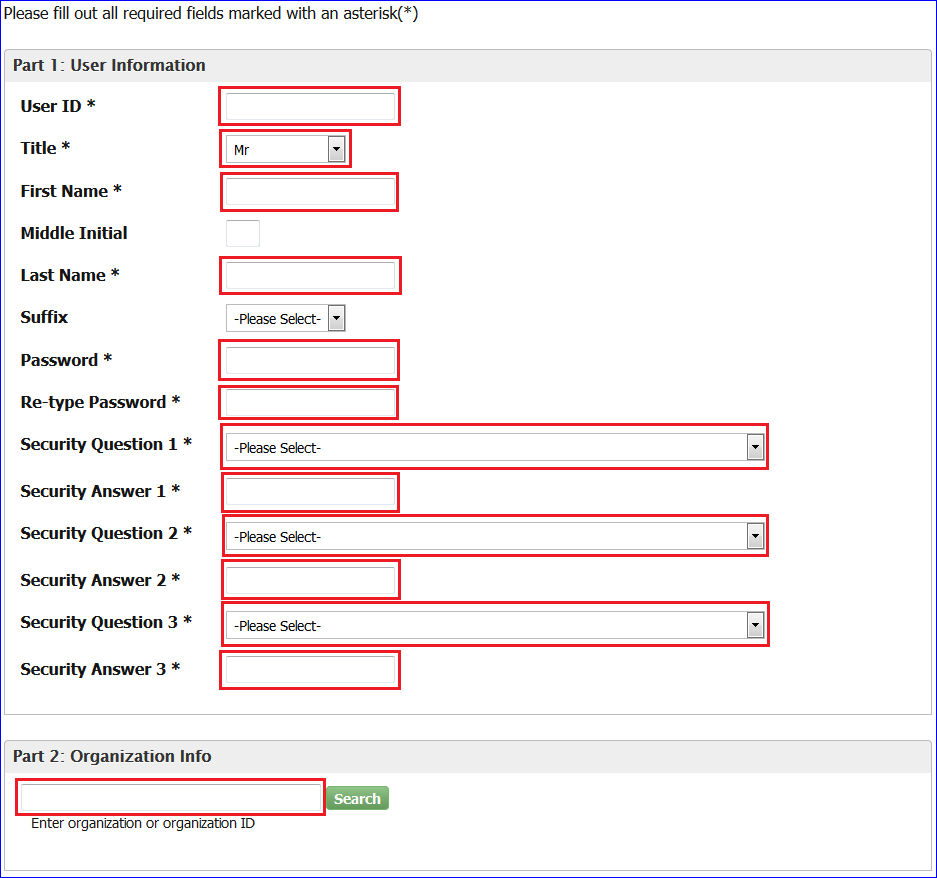 Please fill out all required fields marked with an asterisk(*)
Part 1: User Information
User ID *
Title *
Mr
First Name *
Middle Initial
Last Name *
Suffix
-Please Select-
Password *
Re-type Password *
Security Question 1 *
-Please Select-
Security Answer 1 *
Security Question 2 *
-Please Select-
Security Answer 2 *
Security Question 3 *
-Please Select-
Security Answer 3 *
Part 2: Organization Info
Search
Enter organization or organization ID